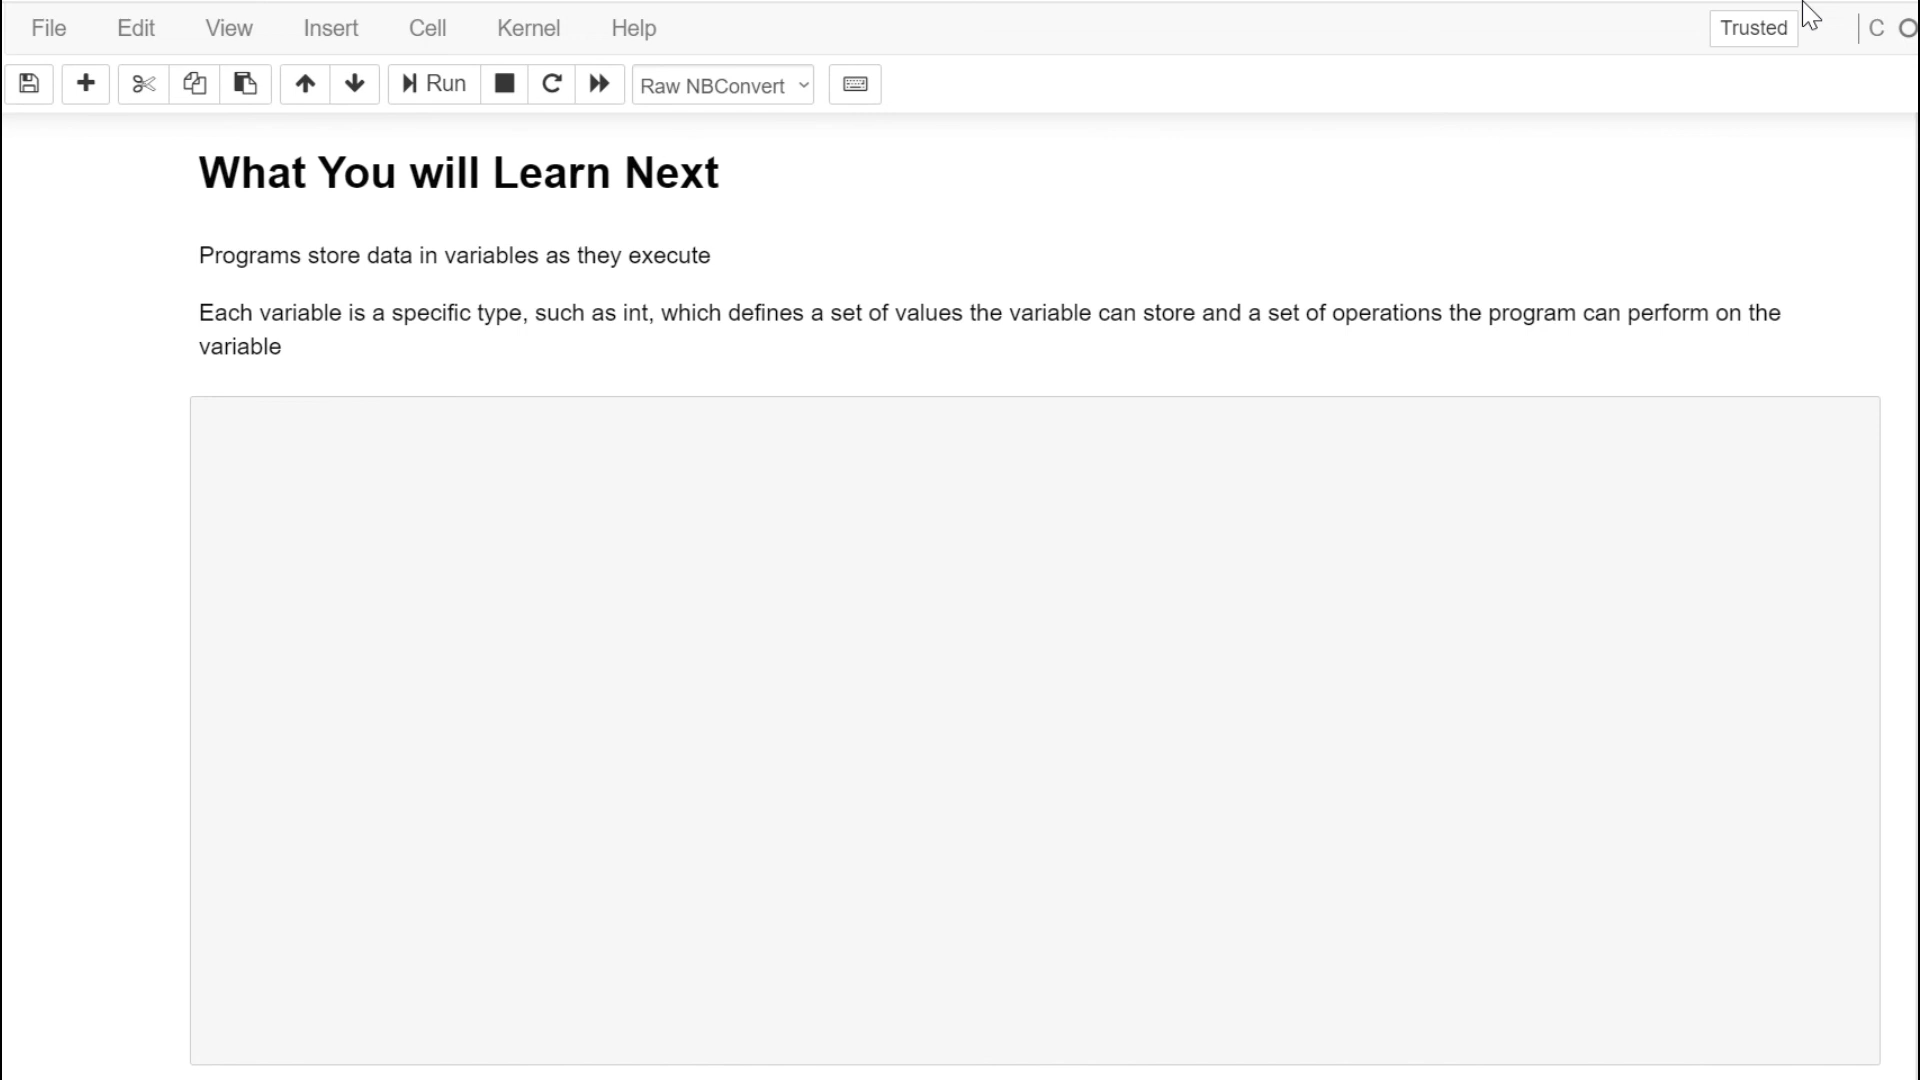 File Edit View Insert Cell Kernel Help Trusted C
Run Raw NBConvert
What You will Learn Next
Programs store data in variables as they execute
Each variable is a specific type, such as int, which defines a set of values the variable can store and a set of operations the program can perform on the
variable